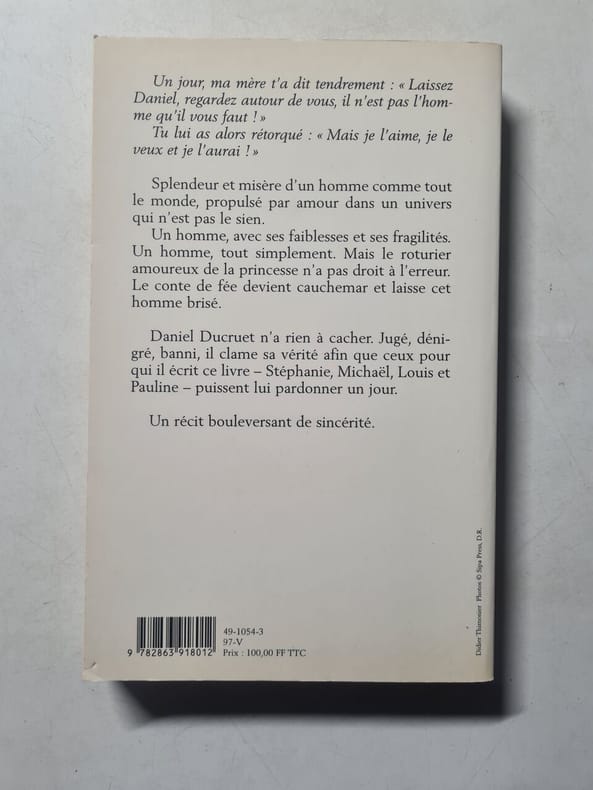 Un jour, ma mère t'a dit tendrement : « Laissez
Daniel, regardez autour de vous, il n'est pas l'hom-
me qu'il vous faut ! »
Tu lui as alors rétorqué : « Mais je l'aime, je le
veux et je l'aurai ! »
Splendeur et misère d'un homme comme tout
le monde, propulsé par amour dans un univers
qui n'est pas le sien.
Un homme, avec ses faiblesses et ses fragilités.
Un homme, tout simplement. Mais le roturier
amoureux de la princesse n'a pas droit à l'erreur.
Le conte de fée devient cauchemar et laisse cet
homme brisé.
Daniel Ducruet n'a rien à cacher. Jugé, déni-
gré, banni, il clame sa vérité afin que ceux pour
qui il écrit ce livre – Stéphanie, Michaël, Louis et
Pauline – puissent lui pardonner un jour.
Un récit bouleversant de sincérité.
Didier Thimonier Photos © Sipa Press, D.R.
49-1054-3
97-V
Prix : 100,00 FF TTC
9 782863 918012